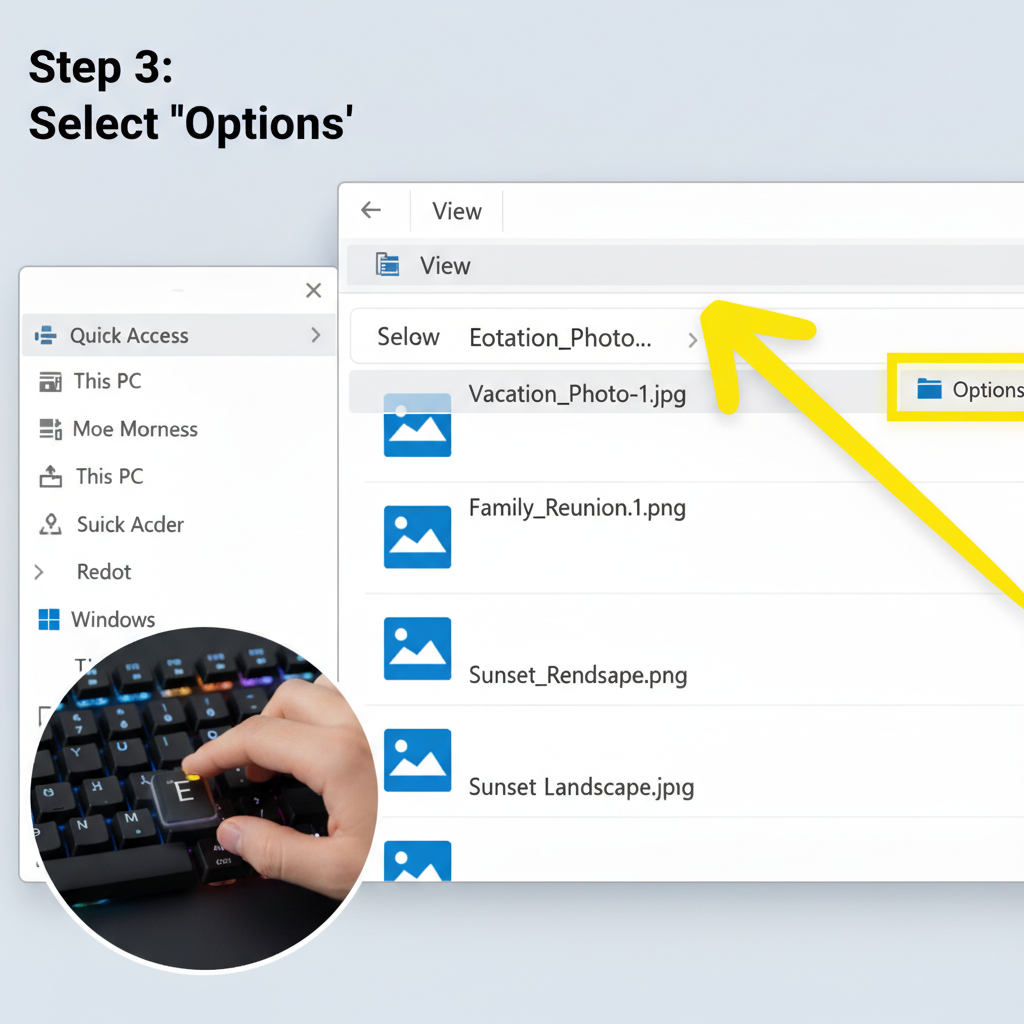 Step 3:
Select "Options'
View
View
Quick Access
This PC
Moe Morness
This PC
Suick Acder
Redot
Windows
Selow Eotation_Photo...
Vacation_Photo-1.jpg
Options
Family_Reunion.1.png
Sunset_Rendsape.png
Sunset Landscape.jpıg
E
Y U
N M